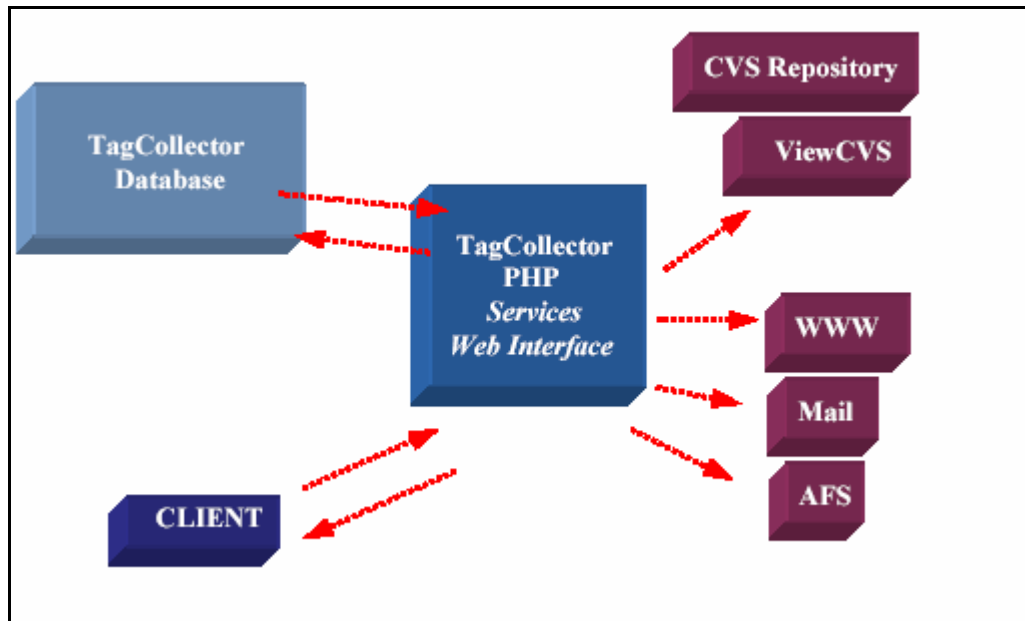 CVS Repository
ViewCVS
TagCollector
Database
TagCollector
PHP
Services
Web Interface
WWW
Mail
AFS
CLIENT